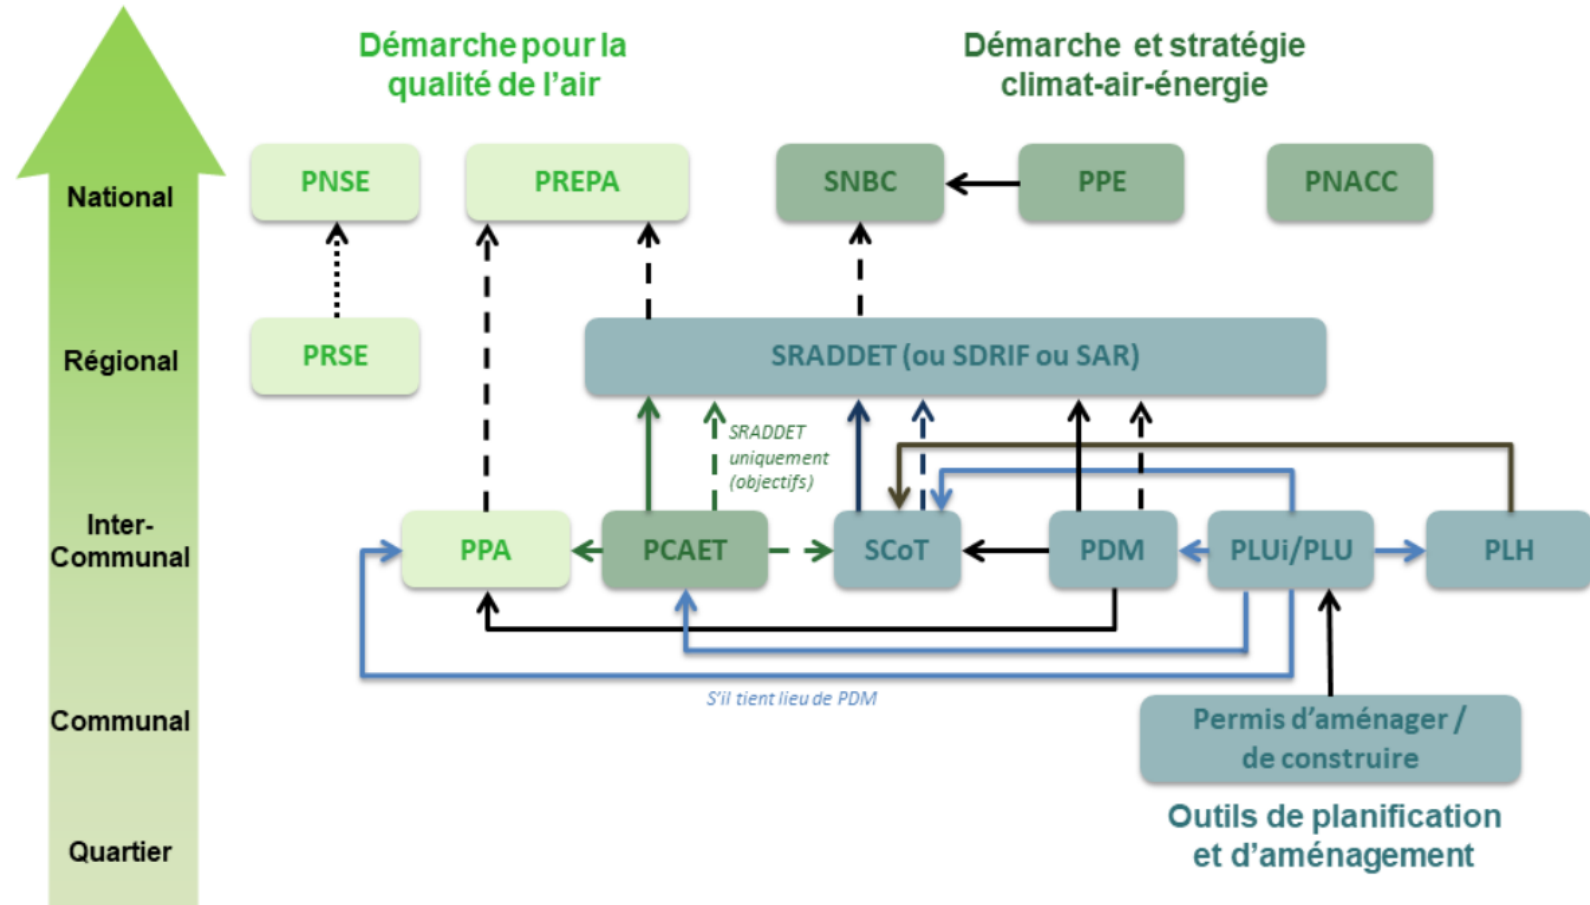 Démarche pour la
qualité de l'air
Démarche et stratégie
climat-air-énergie
National
PNSE
PREPA
SNBC
PPE
PNACC
Régional
PRSE
SRADDET (ou SDRIF ou SAR)
SRADDET
uniquement
(objectifs)
Inter-
Communal
PPA
PCAET
SCoT
PDM
PLUi/PLU
PLH
S'il tient lieu de PDM
Communal
Permis d'aménager /
de construire
Outils de planification
et d'aménagement
Quartier